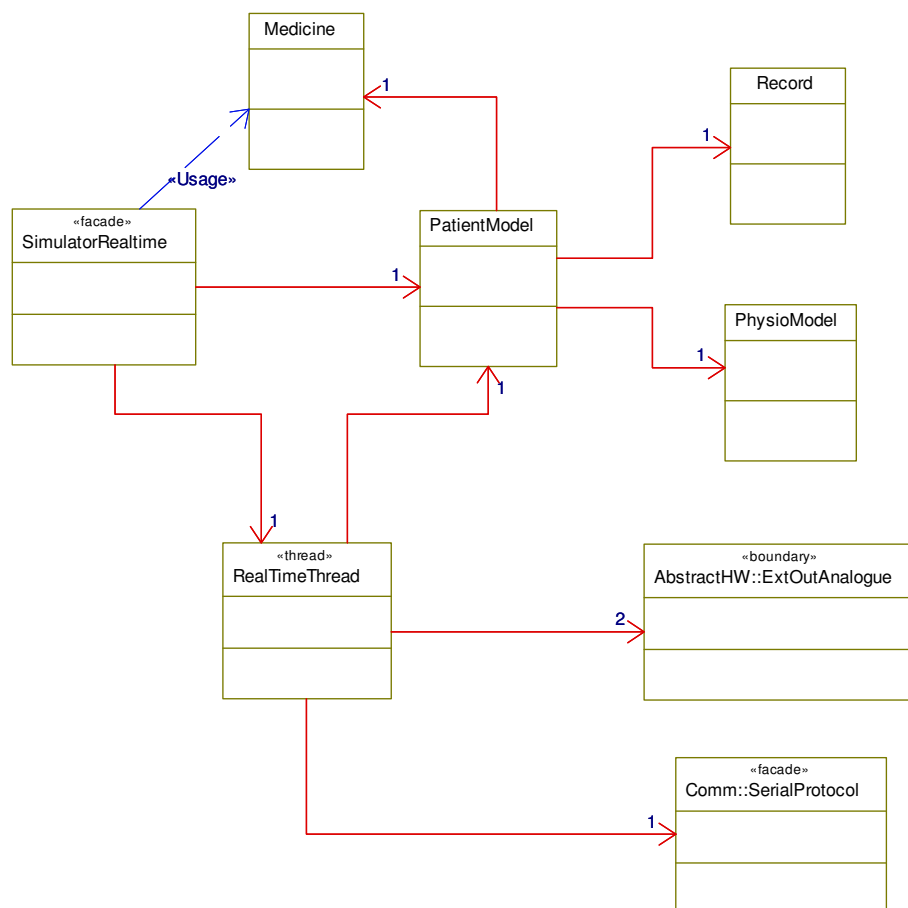 Medicine
1
Record
1
«Usage»
«facade»
SimulatorRealtime
PatientModel
1
PhysioModel
1
1
1
«thread»
RealTimeThread
«boundary»
AbstractHW::ExtOutAnalogue
2
«facade»
Comm::SerialProtocol
1